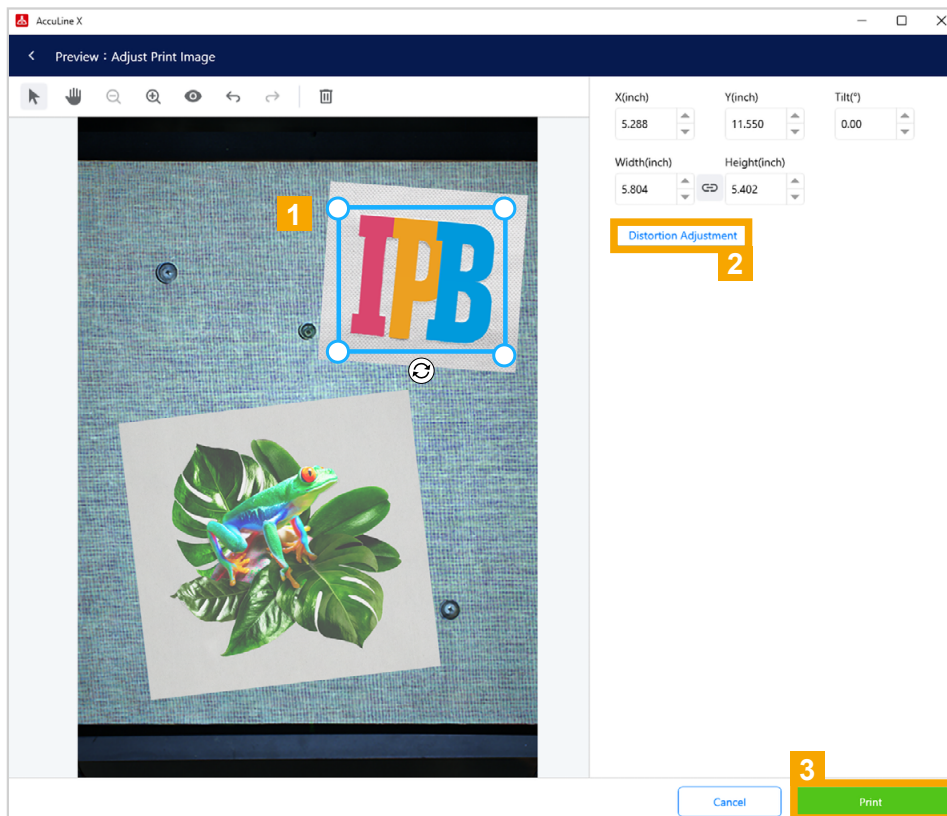 AccuLine X
Preview : Adjust Print Image
X(inch)
Y(inch)
Tilt(°)
5.288
11.550
0.00
Width(inch)
Height(inch)
5.804
5.402
1
IPB
Distortion Adjustment
2
3
Cancel
Print